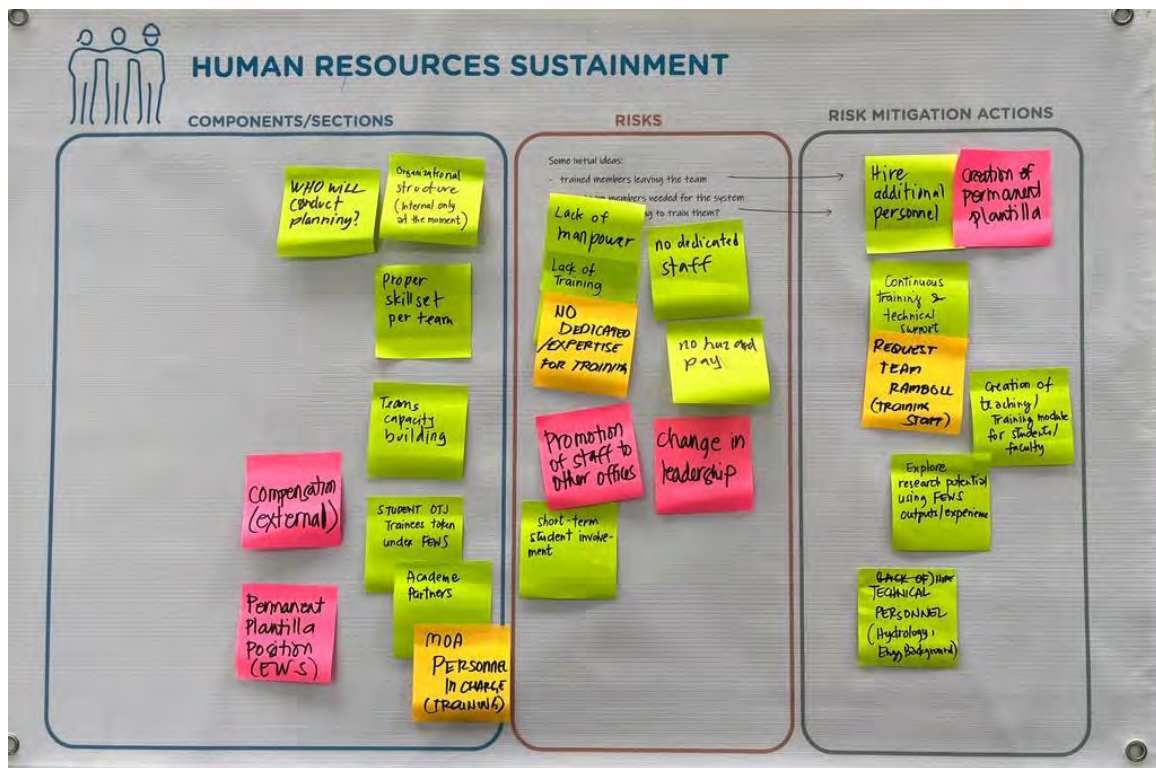 HUMAN RESOURCES SUSTAINMENT
COMPONENTS/SECTIONS
WHO WILL
CONDUCT
planning?
Organizational
structure
(Internal only
at the moment)
Proper
skillset
per team
Teams
capacity
building
Compensation
(external)
STUDENT OTJ
Trainees taken
under FEWS
Academe
Partners
Permanent
Plantilla
Position
(EWS)
MOA
PERSONNEL
IN CHARGE
(TRAINING)
RISKS
Some initial ideas:
- trained members leaving the team
members needed for the system
to train them?
Lack of
manpower
Lack of
Training
NO
DEDICATED
/EXPERTISE
FOR TRAINING
no dedicated
staff
no hazard
pay
Promotion
of staff to
other offices
Change in
leadership
short-term
student involve-
ment
RISK MITIGATION ACTIONS
Hire
additional
personnel
Creation of
permanent
plantilla
Continuous
training &
technical
support
REQUEST
TEAM
RAMBOLL
(TRAINING
STAFF)
Creation of
teaching/
Training module
for students/
faculty
Explore
research potential
using FEWS
outputs/experience
LACK OF) HIRE
TECHNICAL
PERSONNEL
(Hydrology,
Engg Background)